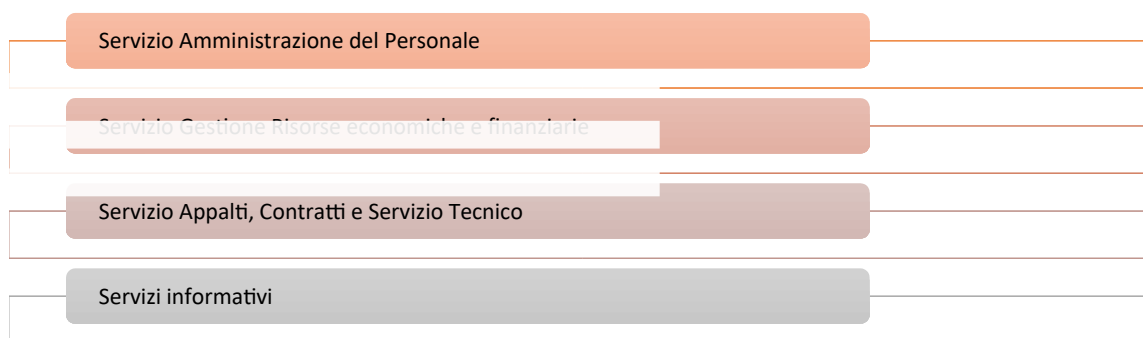 Servizio Amministrazione del Personale
Servizio Gestione Risorse economiche e finanziarie
Servizio Appalti, Contratti e Servizio Tecnico
Servizi informativi